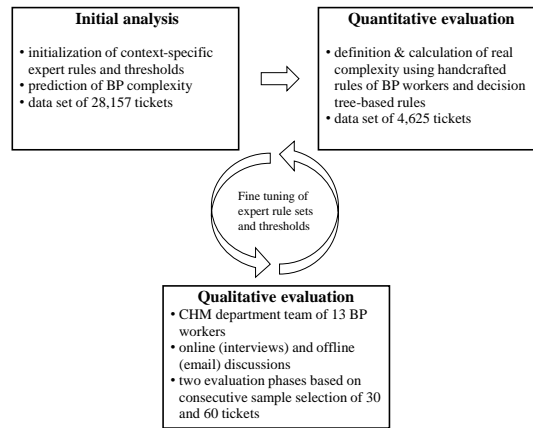 Initial analysis
• initialization of context-specific
expert rules and thresholds
• prediction of BP complexity
• data set of 28,157 tickets
Quantitative evaluation
• definition & calculation of real
complexity using handcrafted
rules of BP workers and decision
tree-based rules
• data set of 4,625 tickets
Fine tuning of
expert rule sets
and thresholds
Qualitative evaluation
• CHM department team of 13 BP
workers
• online (interviews) and offline
(email) discussions
• two evaluation phases based on
consecutive sample selection of 30
and 60 tickets